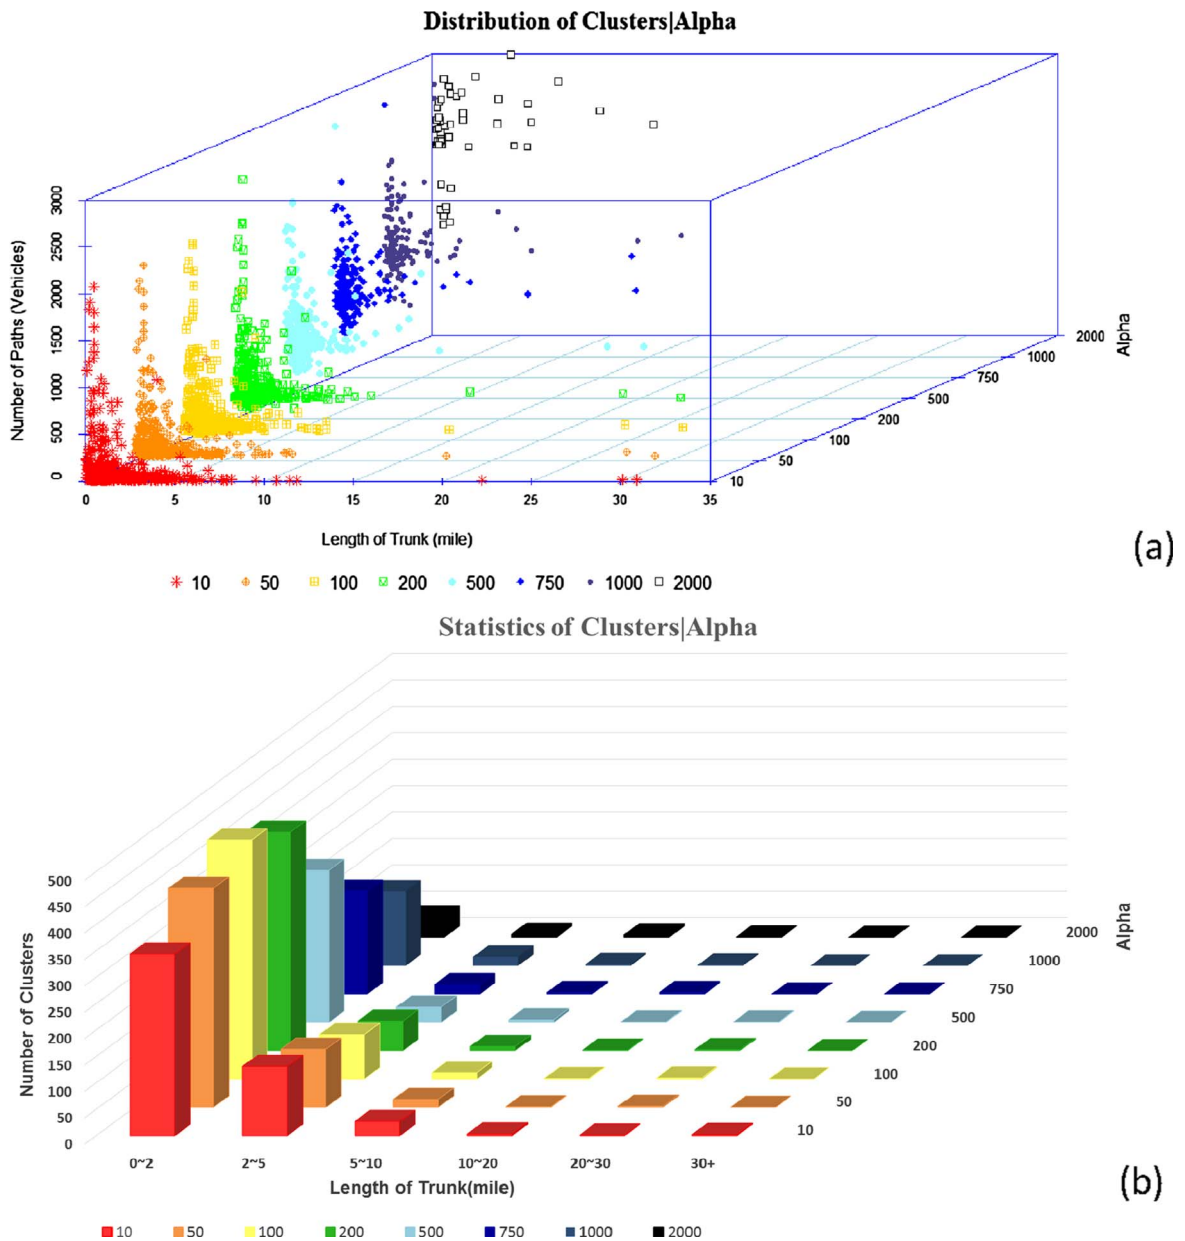 Distribution of Clusters|Alpha
Number of Paths (Vehicles)
3000
2500
2000
1500
1000
500
0
0 5 10 15 20 25 30 35
10
50
100
200
500
750
1000
2000
Alpha
Length of Trunk (mile)
(a)
10 50 100 200 500 750 1000 2000
Statistics of Clusters|Alpha
Number of Clusters
500
450
400
350
300
250
200
150
100
50
0
2000
1000
750
500
200
100
50
10
Alpha
0~2 2~5 5~10 10~20 20~30 30+
Length of Trunk(mile)
(b)
10 50 100 200 500 750 1000 2000